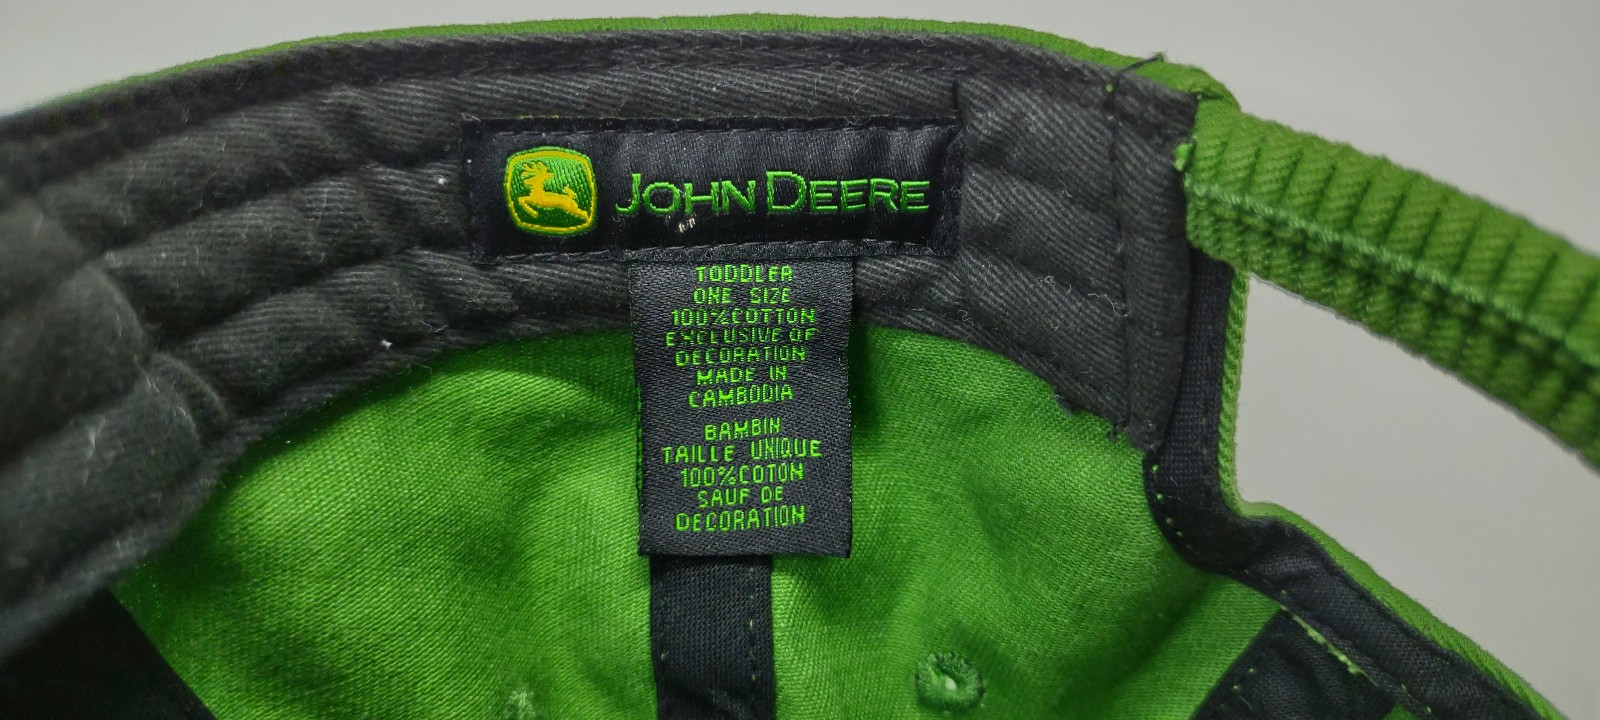 JOHN DEERE
TODDLER
ONE SIZE
100%COTTON
EXCLUSIVE OF
DECORATION
MADE IN
CAMBODIA
BAMBIN
TAILLE UNIQUE
100%COTON
SAUF DE
DECORATION